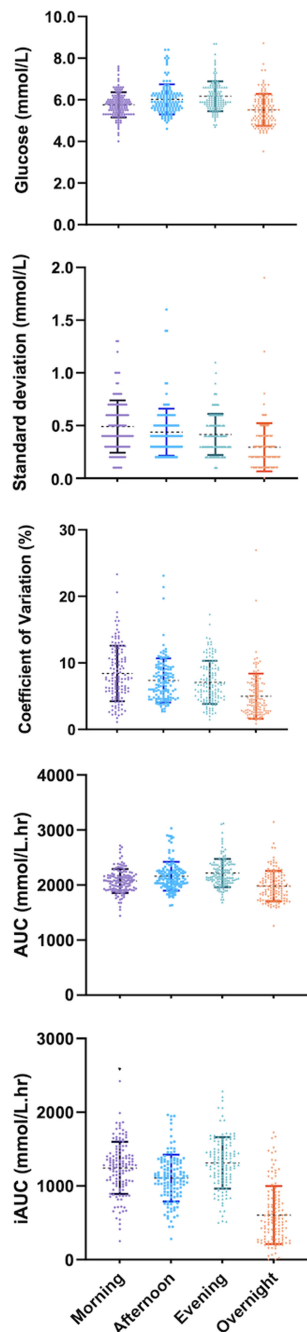 Glucose (mmol/L)
10.0
8.0
6.0
4.0
2.0
0.0
Standard deviation (mmol/L)
2.0
1.5
1.0
0.5
0.0
Coefficient of Variation (%)
30
20
10
0
AUC (mmol/L.hr)
4000
3000
2000
1000
0
iAUC (mmol/L.hr)
3000
2000
1000
0
Morning
Afternoon
Evening
Overnight